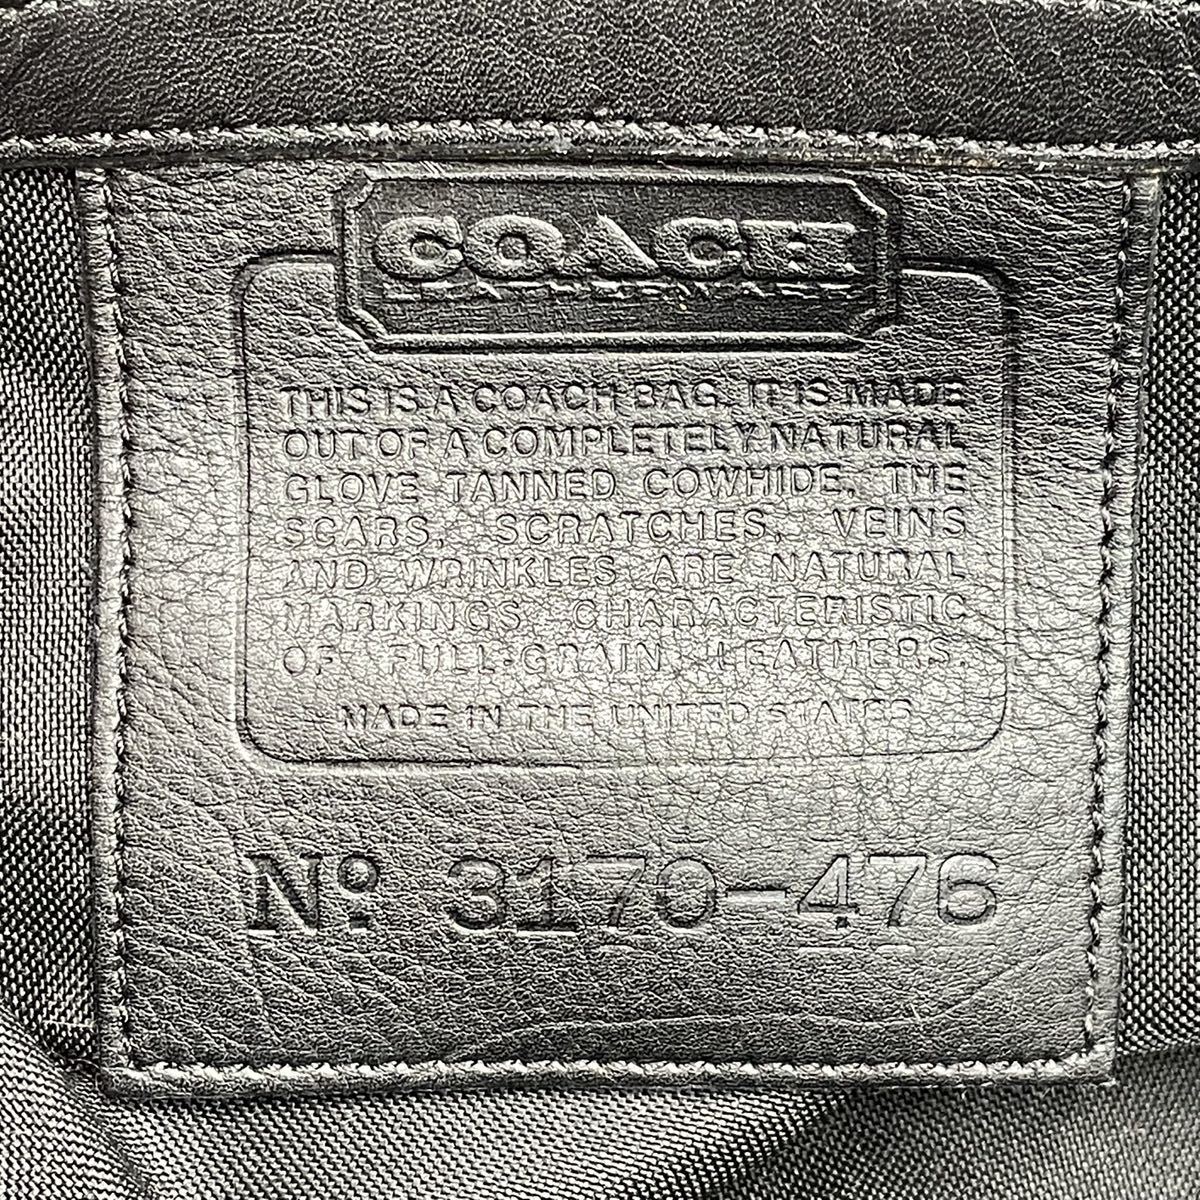 COACH
LEATHERWARE
THIS IS A COACH BAG. IT IS MADE
OUT OF A COMPLETELY NATURAL
GLOVE TANNED COWHIDE. THE
SCARS, SCRATCHES, VEINS
AND WRINKLES ARE NATURAL
MARKINGS CHARACTERISTIC
OF FULL-GRAIN LEATHERS.
MADE IN THE UNITED STATES
Nº 3170-476